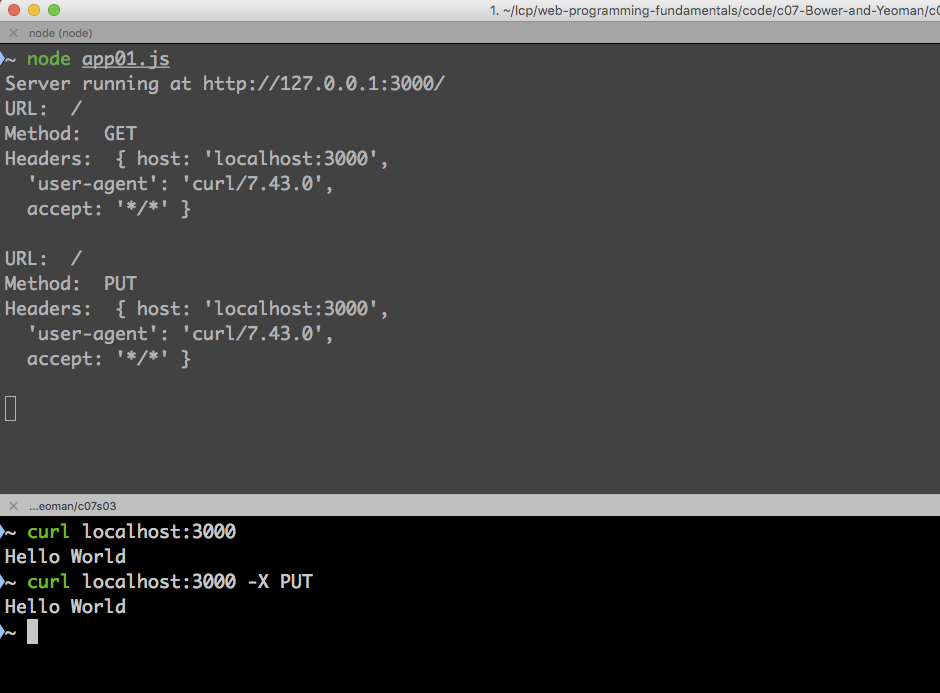 1. ~/lcp/web-programming-fundamentals/code/c07-Bower-and-Yeoman/c0
node (node)
~ node app01.js
Server running at http://127.0.0.1:3000/
URL:  /
Method:  GET
Headers:  { host: 'localhost:3000',
  'user-agent': 'curl/7.43.0',
  accept: '*/*' }
URL:  /
Method:  PUT
Headers:  { host: 'localhost:3000',
  'user-agent': 'curl/7.43.0',
  accept: '*/*' }
...eoman/c07s03
~ curl localhost:3000
Hello World
~ curl localhost:3000 -X PUT
Hello World
~